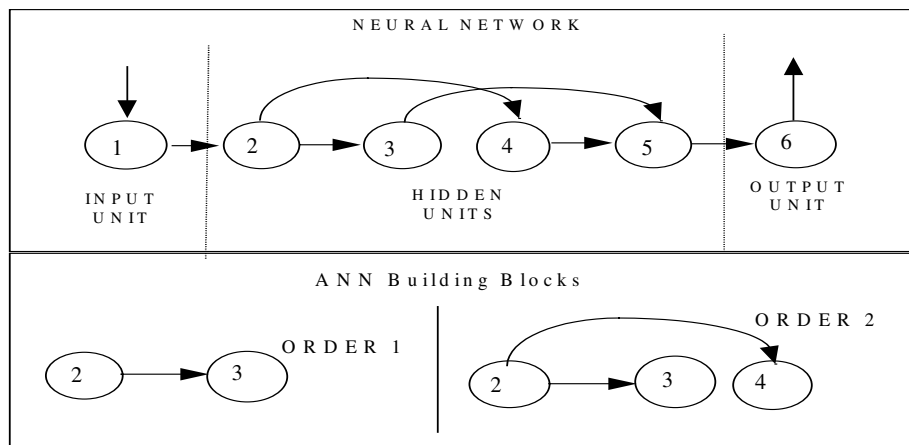 NEURAL NETWORK
1 2 3 4 5 6
INPUT
UNIT
HIDDEN
UNITS
OUTPUT
UNIT
ANN Building Blocks
ORDER 1
2 3
ORDER 2
2 3 4